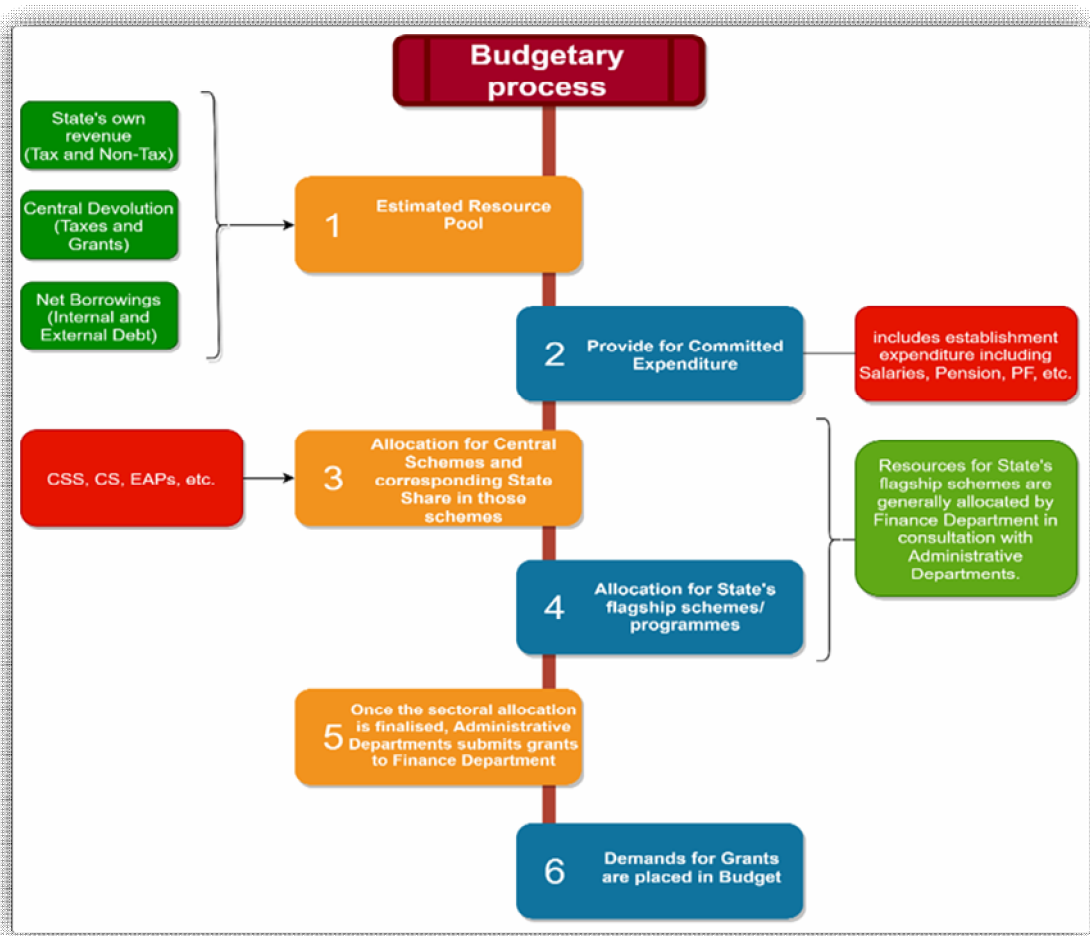 Budgetary
process
State's own
revenue
(Tax and Non-Tax)
Central Devolution
(Taxes and
Grants)
Net Borrowings
(Internal and
External Debt)
1
Estimated Resource
Pool
2
Provide for Committed
Expenditure
includes establishment
expenditure including
Salaries, Pension, PF, etc.
CSS, CS, EAPs, etc.
3
Allocation for Central
Schemes and
corresponding State
Share in those
schemes
Resources for State's
flagship schemes are
generally allocated by
Finance Department in
consultation with
Administrative
Departments.
4
Allocation for State's
flagship schemes/
programmes
5
Once the sectoral allocation
is finalised, Administrative
Departments submits grants
to Finance Department
6
Demands for Grants
are placed in Budget